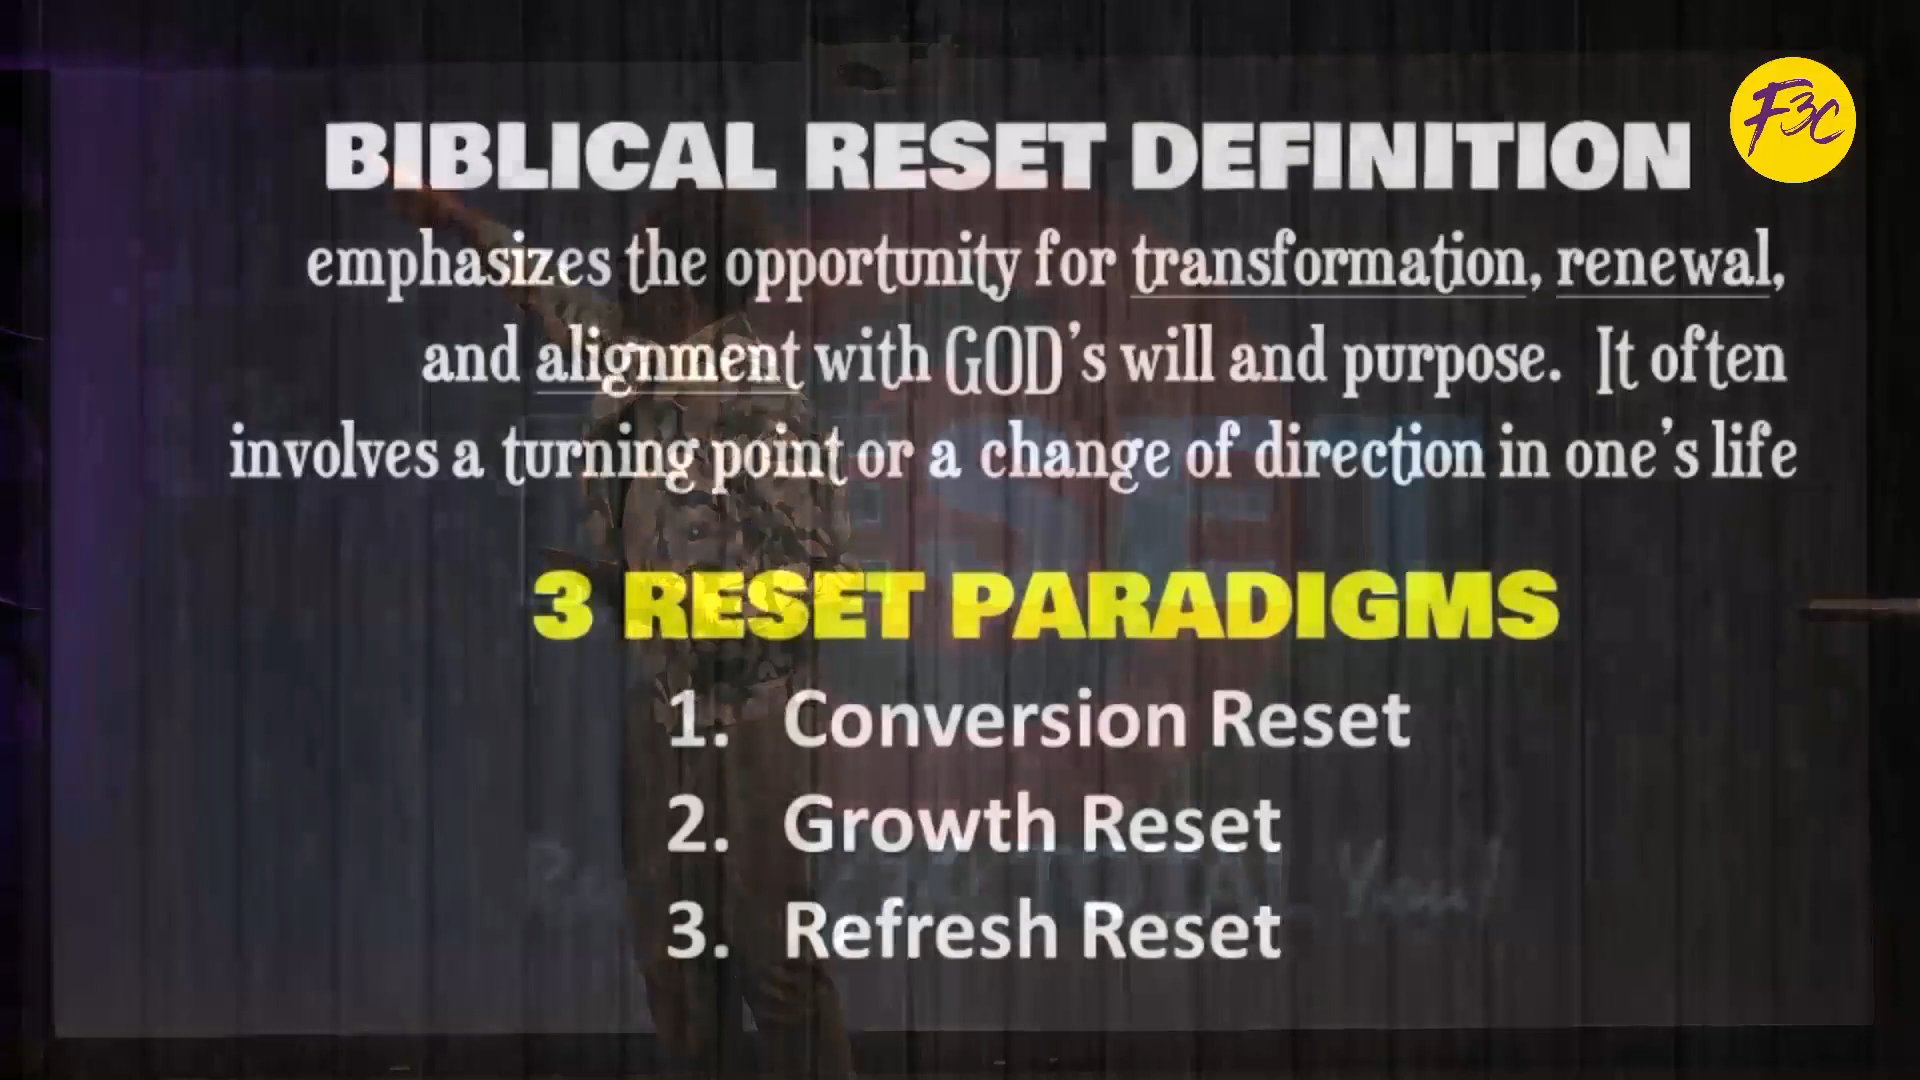 F3C
BIBLICAL RESET DEFINITION
emphasizes the opportunity for transformation, renewal,
and alignment with GOD's will and purpose. It often
involves a turning point or a change of direction in one's life
3 RESET PARADIGMS
1. Conversion Reset
2. Growth Reset
3. Refresh Reset